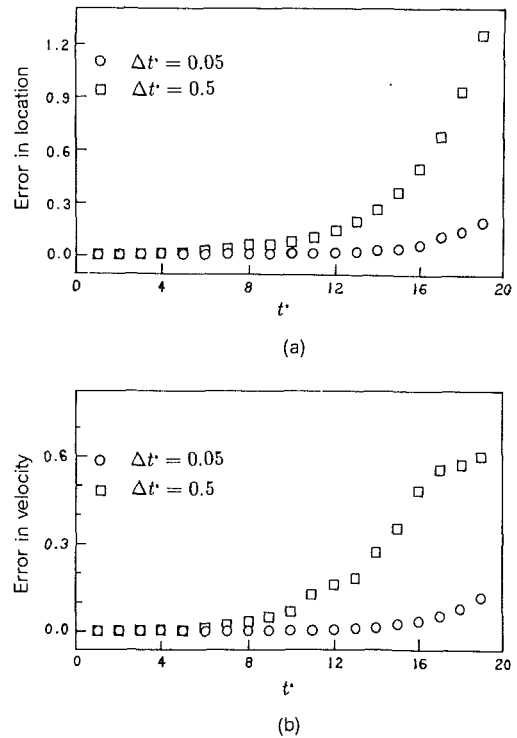 1.2
0.9
0.6
0.3
0.0
Error in location
○ Δt* = 0.05
□ Δt* = 0.5
0 4 8 12 16 20
t*
(a)
0.6
0.3
0.0
Error in velocity
○ Δt* = 0.05
□ Δt* = 0.5
0 4 8 12 16 20
t*
(b)